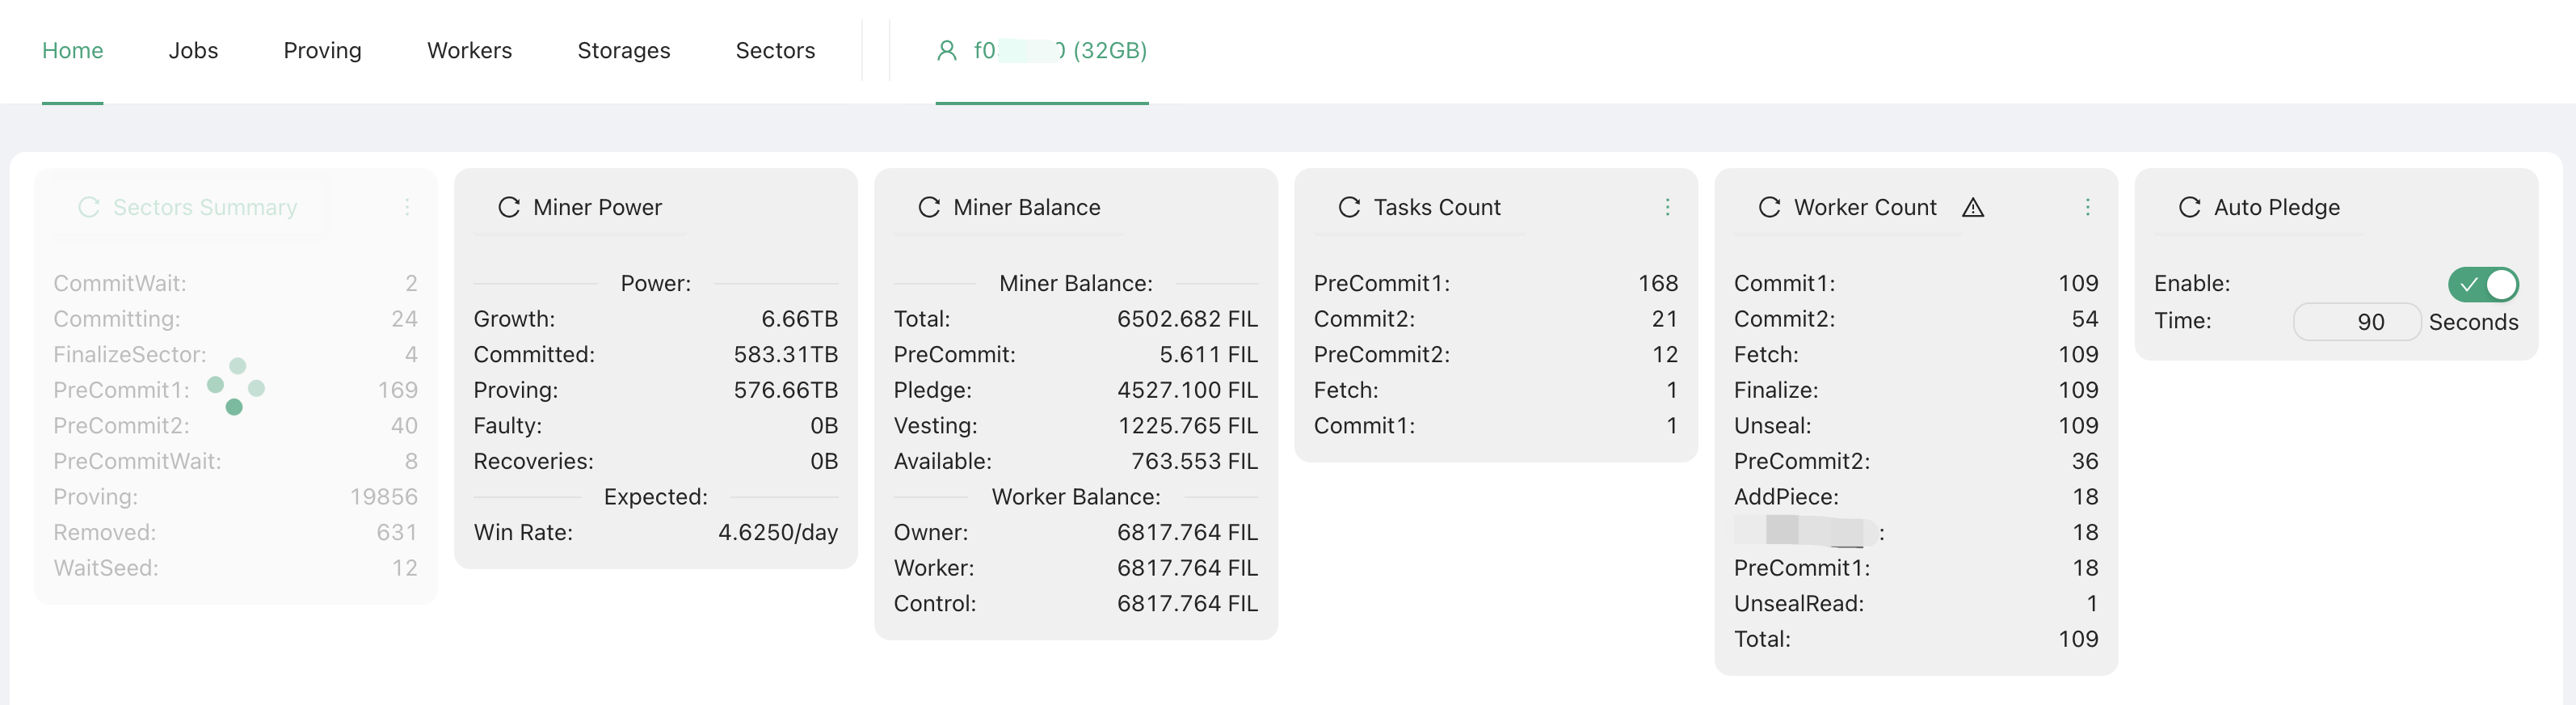 Home Jobs Proving Workers Storages Sectors (32GB)
Sectors Summary
CommitWait: 2
Committing: 24
FinalizeSector: 4
PreCommit1: 169
PreCommit2: 40
PreCommitWait: 8
Proving: 19856
Removed: 631
WaitSeed: 12
Miner Power
Power:
Growth: 6.66TB
Committed: 583.31TB
Proving: 576.66TB
Faulty: 0B
Recoveries: 0B
Expected:
Win Rate: 4.6250/day
Miner Balance
Miner Balance:
Total: 6502.682 FIL
PreCommit: 5.611 FIL
Pledge: 4527.100 FIL
Vesting: 1225.765 FIL
Available: 763.553 FIL
Worker Balance:
Owner: 6817.764 FIL
Worker: 6817.764 FIL
Control: 6817.764 FIL
Tasks Count
PreCommit1: 168
Commit2: 21
PreCommit2: 12
Fetch: 1
Commit1: 1
Worker Count
Commit1: 109
Commit2: 54
Fetch: 109
Finalize: 109
Unseal: 109
PreCommit2: 36
AddPiece: 18
: 18
PreCommit1: 18
UnsealRead: 1
Total: 109
Auto Pledge
Enable:
Time: 90 Seconds